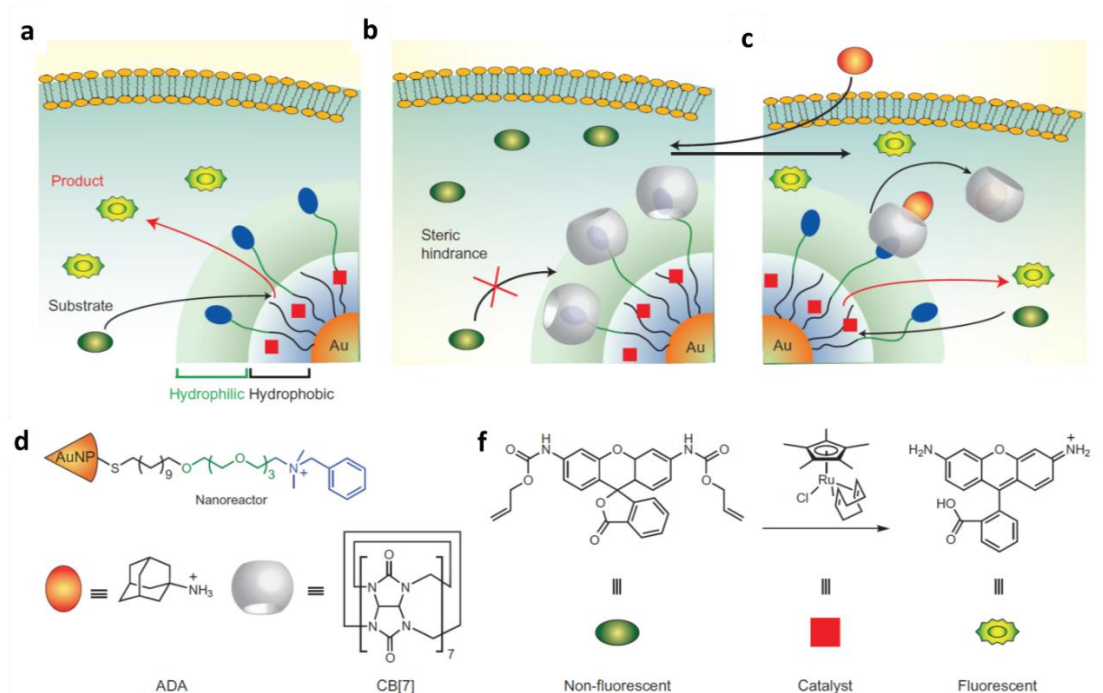 a
b
c
Product
Substrate
Au
Hydrophilic Hydrophobic
Steric
hindrance
Au
Au
d
AuNP
S
9
O
O
3
N
+
Nanoreactor
+
NH3
N
N
N
N
O
O
7
ADA
CB[7]
f
O
O
H
N
O
H
N
O
O
O
O
Cl
Ru
H2N
O
+
NH2
HO
O
Non-fluorescent
Catalyst
Fluorescent